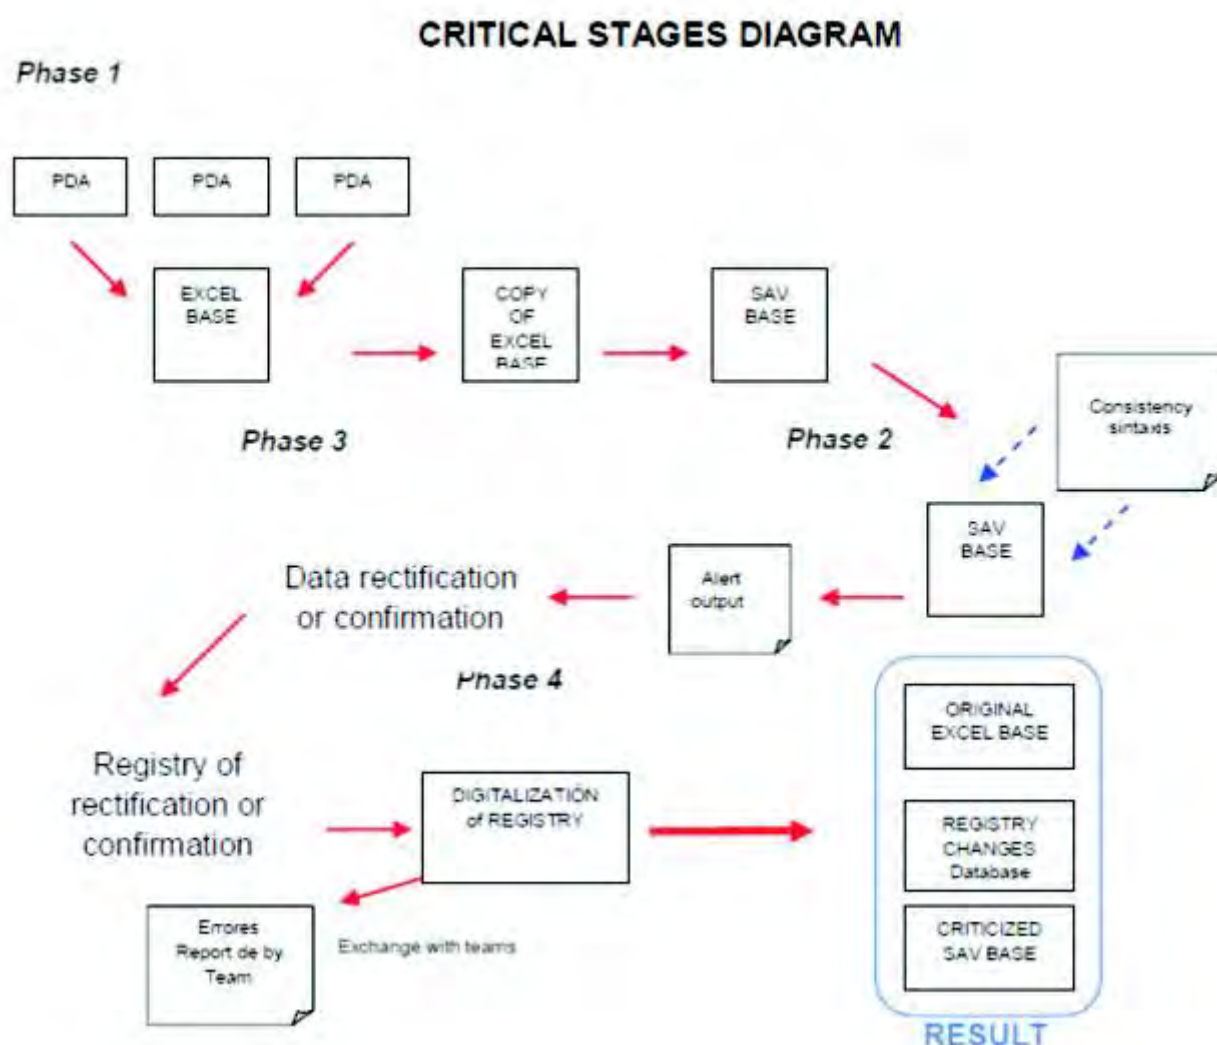 CRITICAL STAGES DIAGRAM
Phase 1
PDA
PDA
PDA
EXCEL
BASE
COPY
OF
EXCEL
BASE
SAV
BASE
Consistency
sintaxis
Phase 3
Phase 2
SAV
BASE
Alert
output
Data rectification
or confirmation
Phase 4
Registry of
rectification or
confirmation
DIGITALIZATION
of REGISTRY
ORIGINAL
EXCEL BASE
REGISTRY
CHANGES
Database
CRITICIZED
SAV BASE
Errores
Report de by
Team
Exchange with teams
RESULT